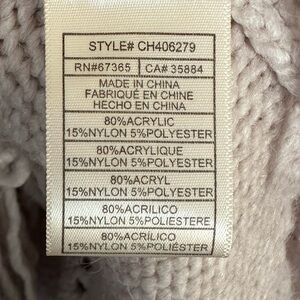 STYLE# CH406279
RN#67365 CA# 35884
MADE IN CHINA
FABRIQUÉ EN CHINE
HECHO EN CHINA
80%ACRYLIC
15%NYLON 5%POLYESTER
80%ACRYLIQUE
15%NYLON 5%POLYESTER
80%ACRYL
15%NYLON 5%POLYESTER
80%ACRILICO
15%NYLON 5%POLIESTERE
80%ACRILICO
15%NYLON 5%POLIÉSTER